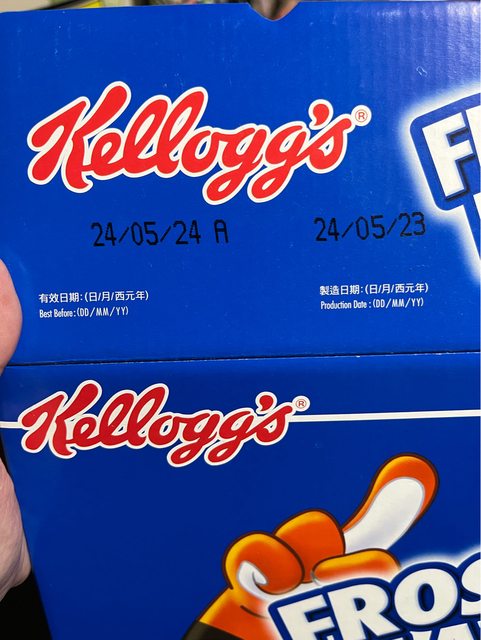 Kellogg's®
24/05/24 A
24/05/23
有效日期:(日/月/西元年)
Best Before:(DD/MM/YY)
製造日期:(日/月/西元年)
Production Date:(DD/MM/YY)
Kellogg's®